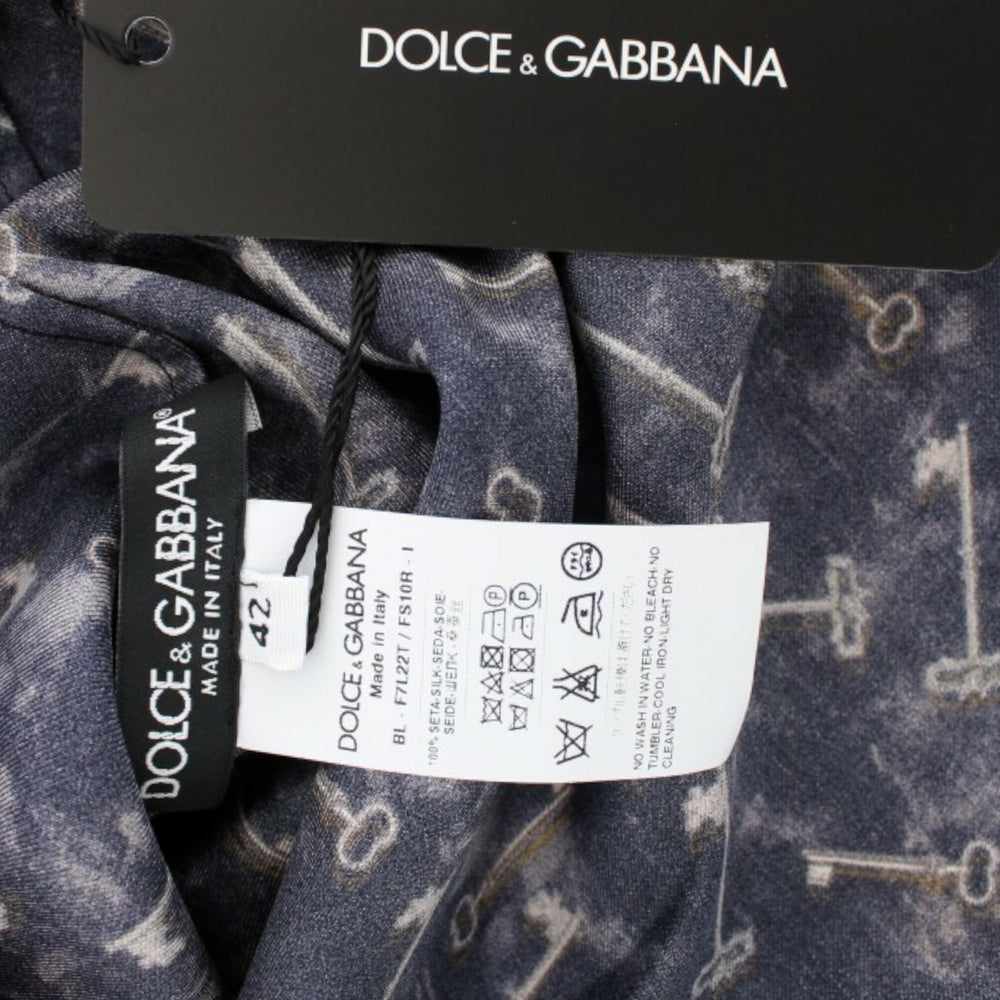 DOLCE & GABBANA
DOLCE & GABBANA®
MADE IN ITALY
42
DOLCE & GABBANA
Made in Italy
BL - F7L22T / FS10R - I
100% SETA-SILK-SEDA-SOIE-
SEIDE-ШЕЛК-
P
P
NO WASH IN WATER-NO BLEACH-NO
TUMBLER-COOL IRON-LIGHT DRY
CLEANING